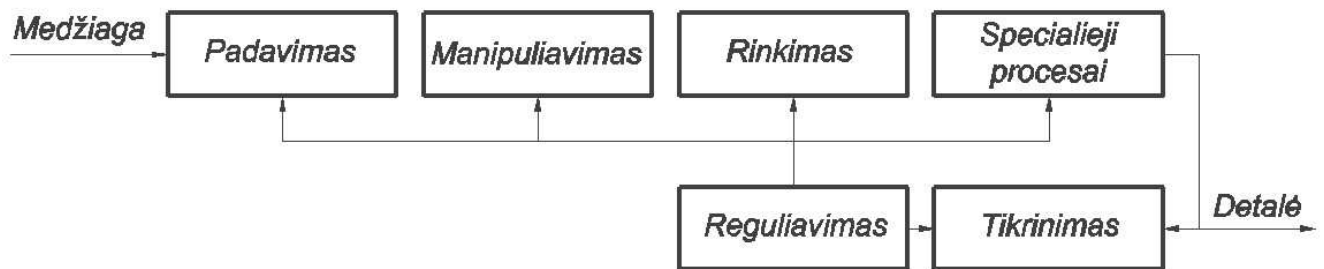 Medžiaga
Padavimas
Manipuliavimas
Rinkimas
Specialieji
procesai
Reguliavimas
Tikrinimas
Detalė